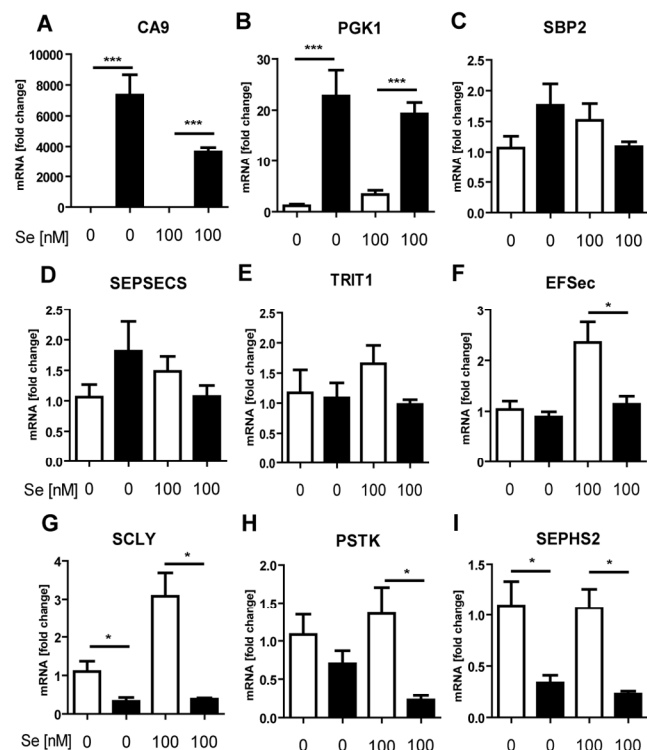 A CA9
mRNA [fold change]
10000
8000
6000
4000
2000
0
*** ***
Se [nM] 0 0 100 100
B PGK1
mRNA [fold change]
30
20
10
0
*** ***
0 0 100 100
C SBP2
mRNA [fold change]
2.5
2.0
1.5
1.0
0.5
0.0
0 0 100 100
D SEPSECS
mRNA [fold change]
2.5
2.0
1.5
1.0
0.5
0.0
Se [nM] 0 0 100 100
E TRIT1
mRNA [fold change]
2.5
2.0
1.5
1.0
0.5
0.0
0 0 100 100
F EFSec
mRNA [fold change]
3
2
1
0
*
0 0 100 100
G SCLY
mRNA [fold change]
4
3
2
1
0
* *
Se [nM] 0 0 100 100
H PSTK
mRNA [fold change]
2.0
1.5
1.0
0.5
0.0
*
0 0 100 100
I SEPHS2
mRNA [fold change]
1.5
1.0
0.5
0.0
* *
0 0 100 100